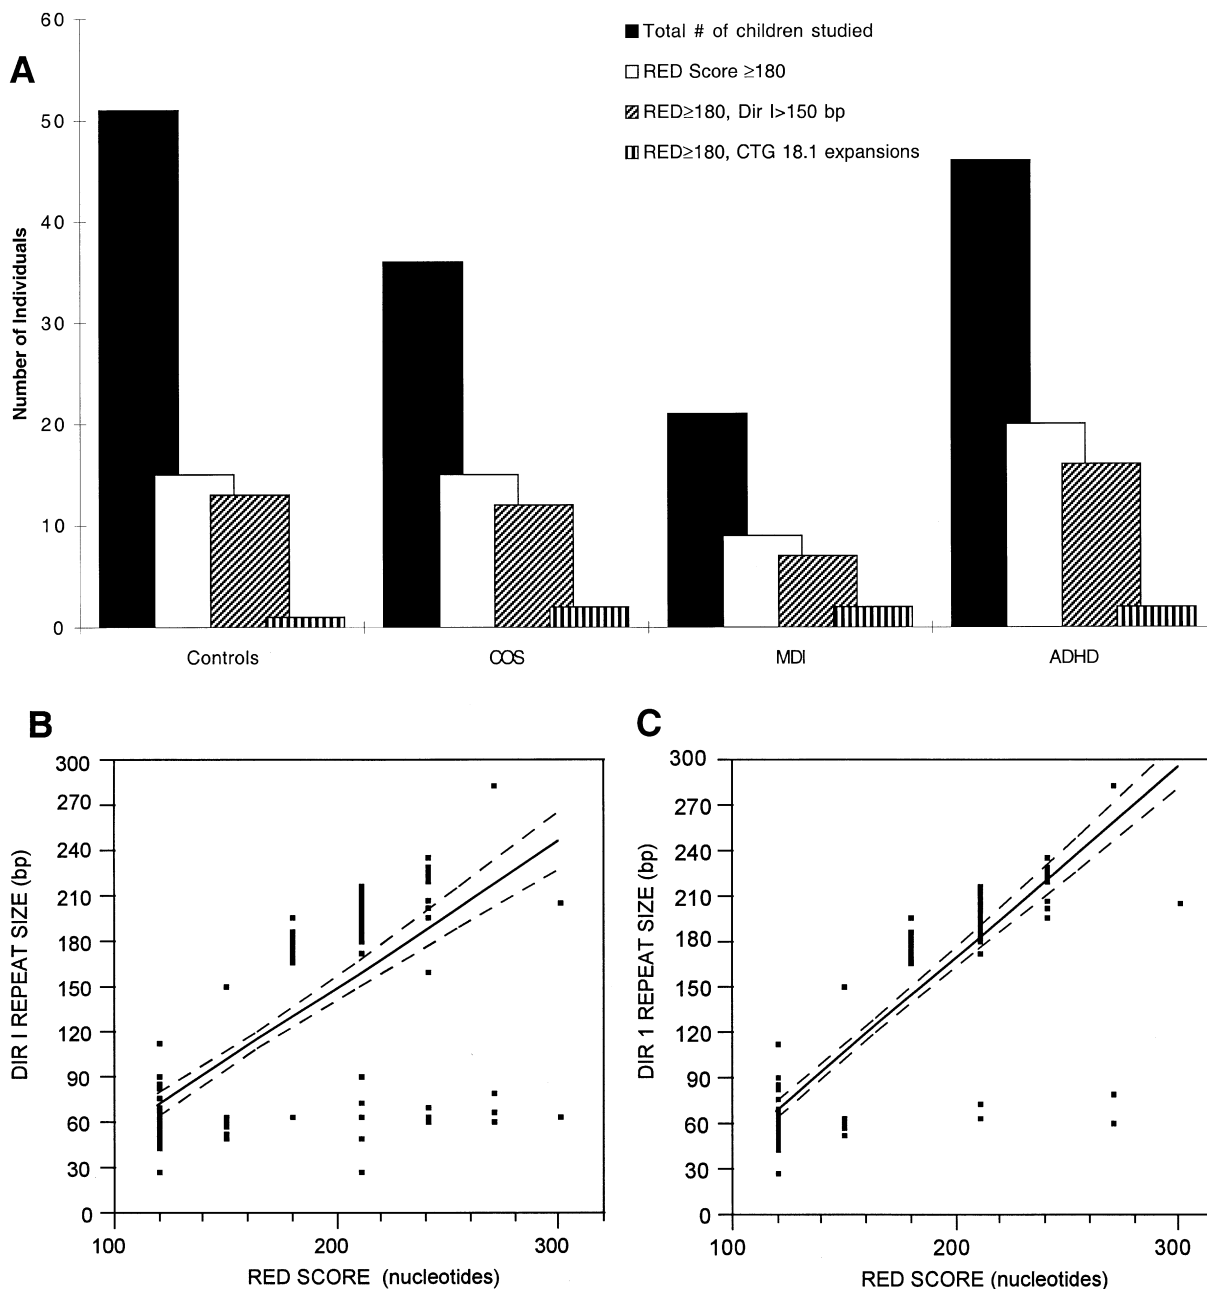 A
60
50
40
30
20
10
0
Number of Individuals
Total # of children studied
RED Score ≥180
RED≥180, Dir I>150 bp
RED≥180, CTG 18.1 expansions
Controls
COS
MDI
ADHD
B
300
270
240
210
180
150
120
90
60
30
0
DIR I REPEAT SIZE (bp)
100
200
300
RED SCORE (nucleotides)
C
300
270
240
210
180
150
120
90
60
30
0
DIR 1 REPEAT SIZE (bp)
100
200
300
RED SCORE (nucleotides)